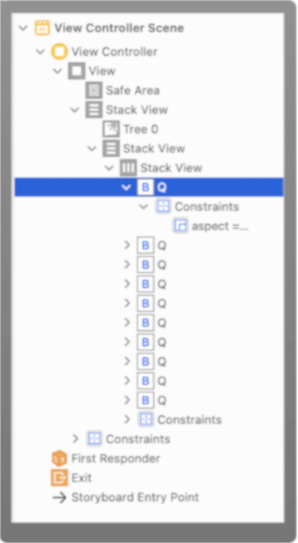 View Controller Scene
View Controller
View
Safe Area
Stack View
Tree 0
Stack View
Stack View
B Q
Constraints
aspect =...
B Q
B Q
B Q
B Q
B Q
B Q
B Q
B Q
B Q
Constraints
Constraints
First Responder
Exit
Storyboard Entry Point